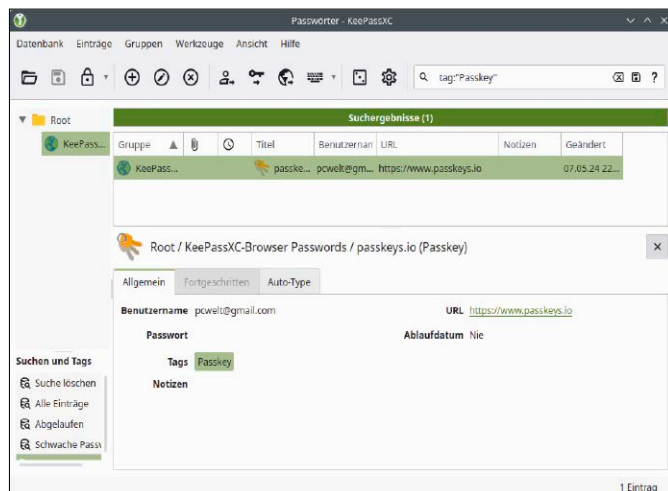 Passwörter - KeePassXC
Datenbank Einträge Gruppen Werkzeuge Ansicht Hilfe
tag:"Passkey"
Root
KeePass...
Suchergebnisse (1)
Gruppe Titel Benutzernan URL Notizen Geändert
KeePass... passke... pcwelt@gm... https://www.passkeys.io 07.05.24 22...
Root / KeePassXC-Browser Passwords / passkeys.io (Passkey)
Allgemein Fortgeschritten Auto-Type
Benutzername pcwelt@gmail.com URL https://www.passkeys.io
Passwort Ablaufdatum Nie
Tags Passkey
Notizen
Suchen und Tags
Suche löschen
Alle Einträge
Abgelaufen
Schwache Passw
1 Eintrag